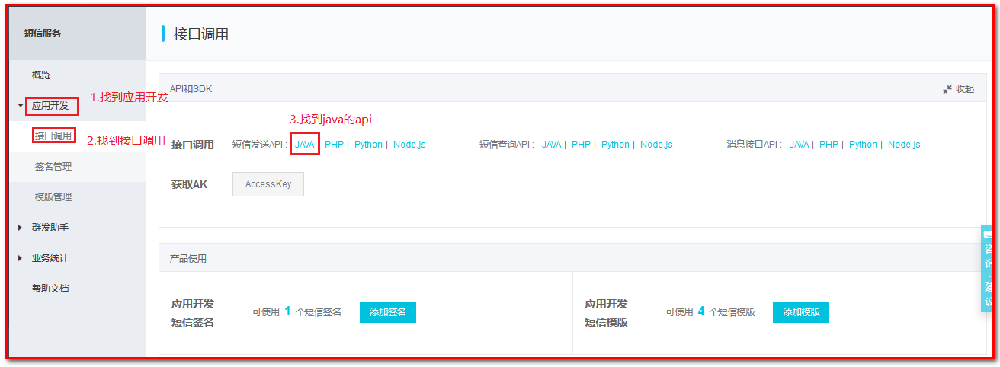 短信服务
接口调用
概览
应用开发
1.找到应用开发
接口调用
2.找到接口调用
签名管理
模版管理
群发助手
业务统计
帮助文档
API和SDK
收起
3.找到java的api
接口调用 短信发送API : JAVA | PHP | Python | Node.js 短信查询API : JAVA | PHP | Python | Node.js 消息接口API : JAVA | PHP | Python | Node.js
获取AK AccessKey
产品使用
应用开发
短信签名
可使用 1 个短信签名 添加签名
应用开发
短信模版
可使用 4 个短信模版 添加模版
咨询·建议